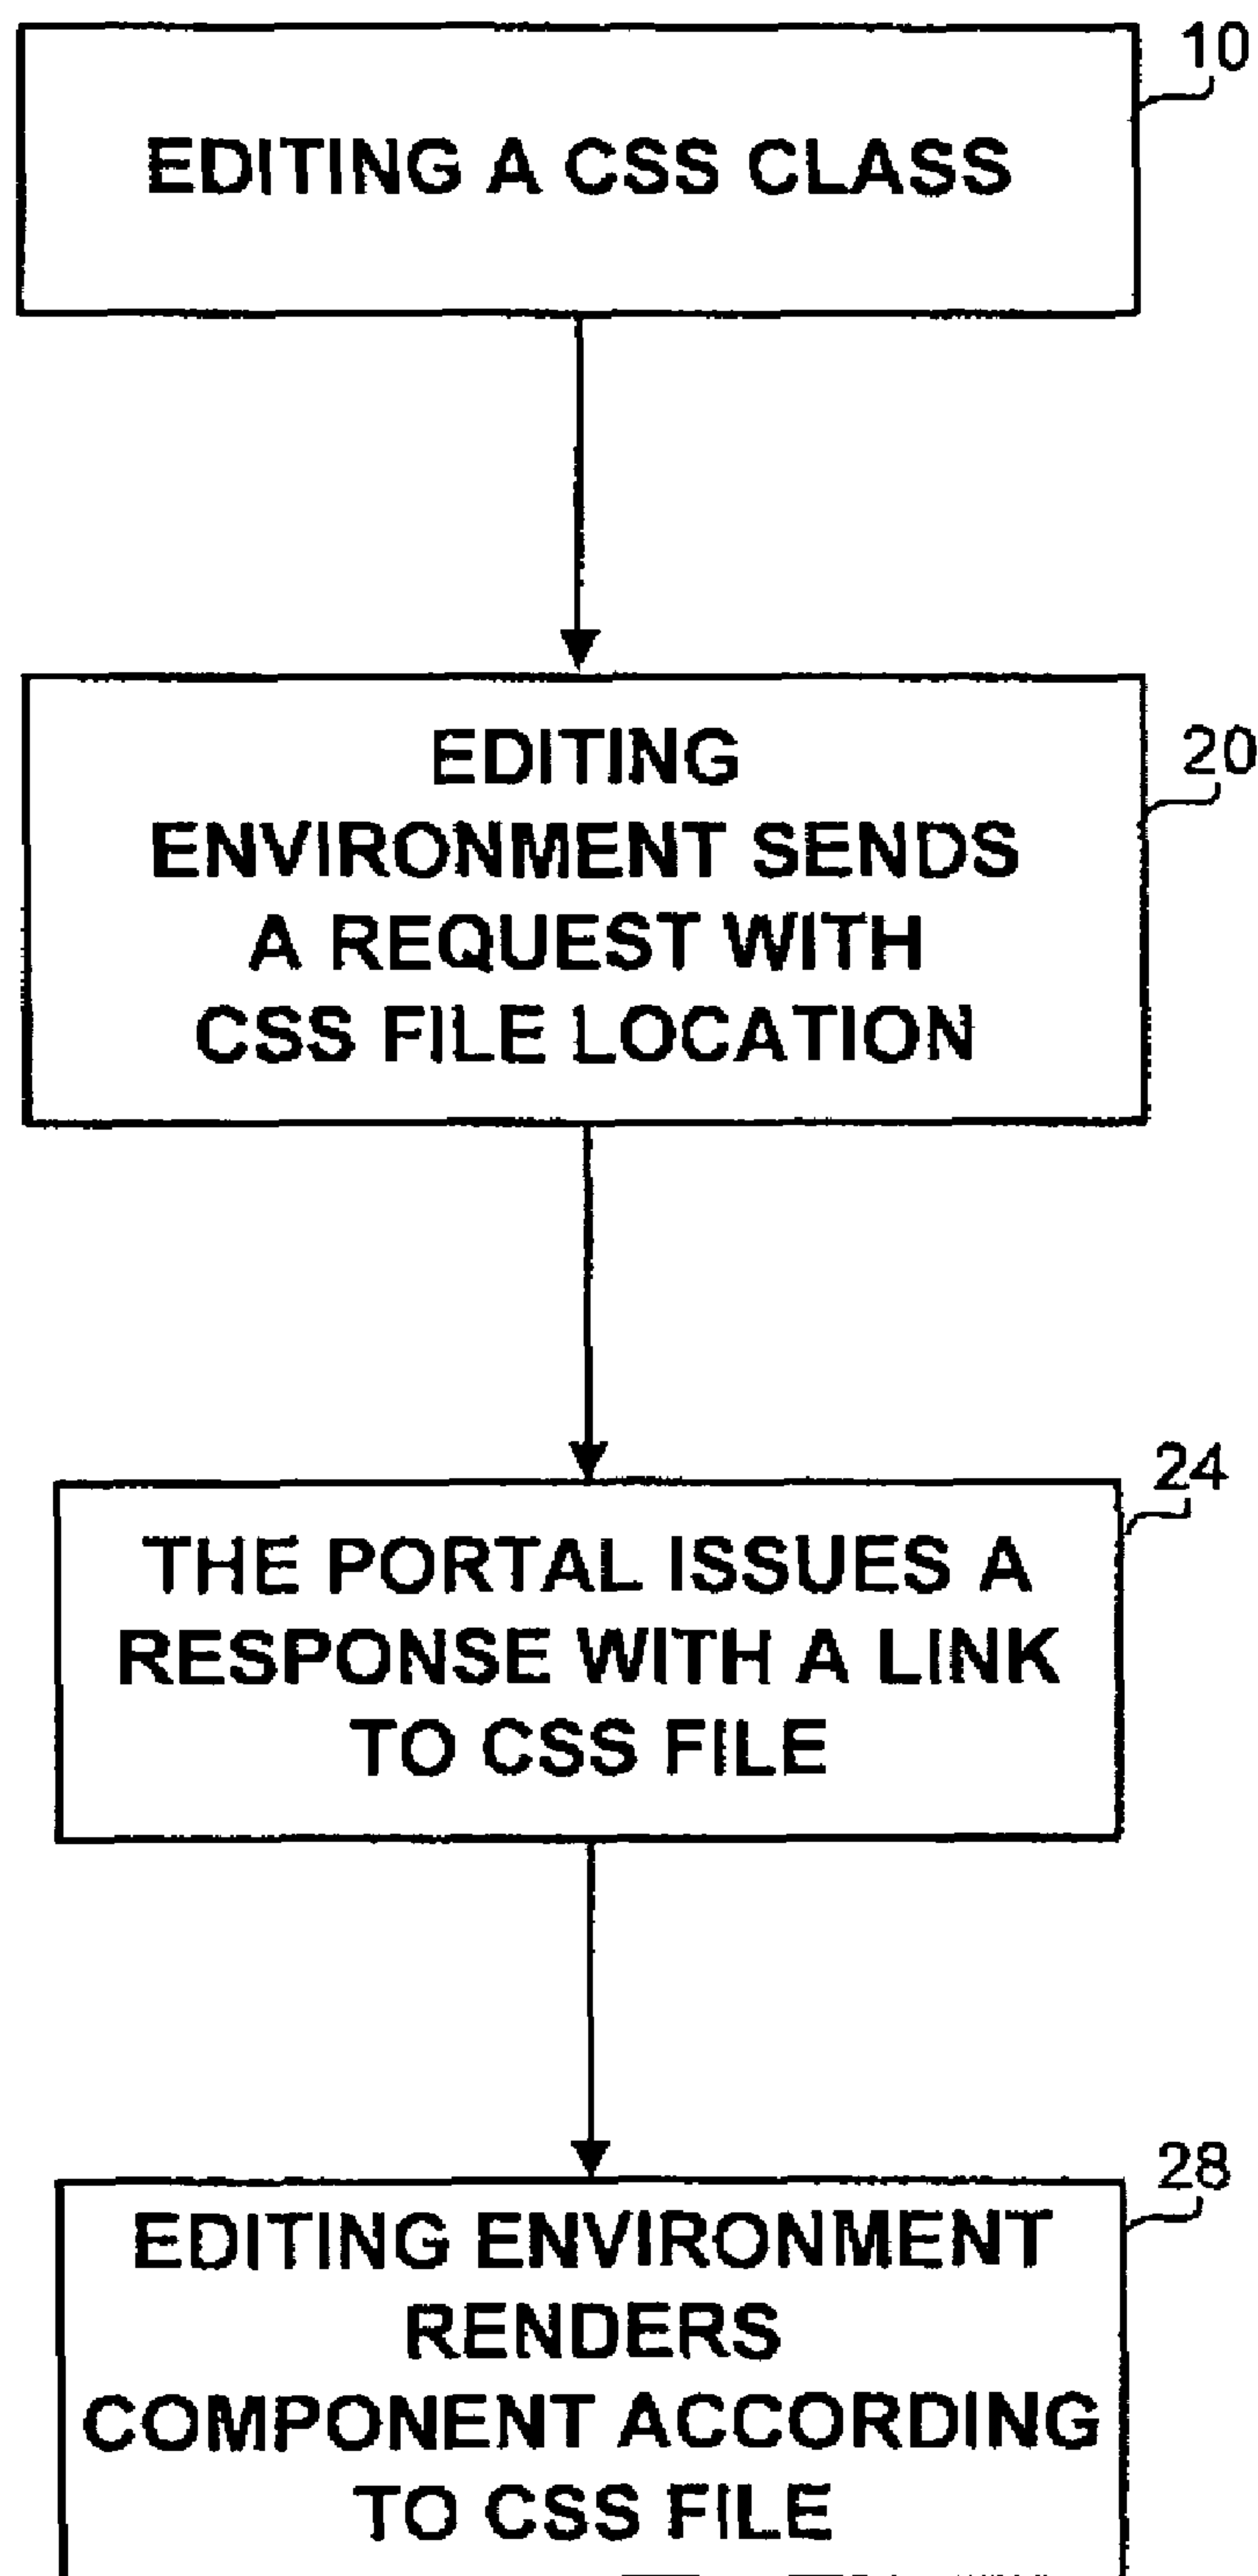 10
EDITING A CSS CLASS
20
EDITING
ENVIRONMENT SENDS
A REQUEST WITH
CSS FILE LOCATION
24
THE PORTAL ISSUES A
RESPONSE WITH A LINK
TO CSS FILE
28
EDITING ENVIRONMENT
RENDERS
COMPONENT ACCORDING
TO CSS FILE